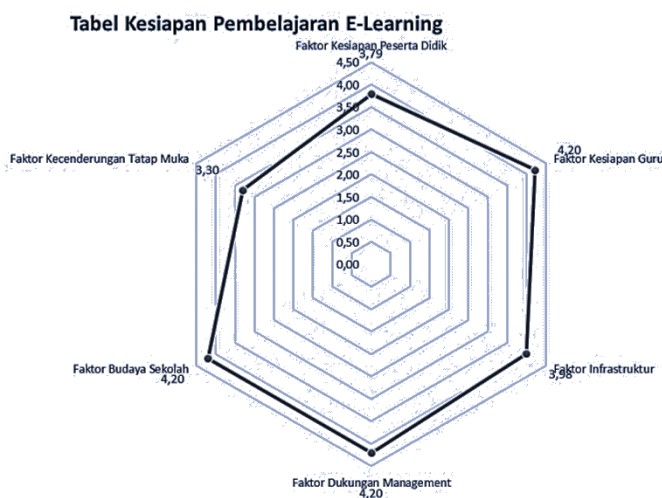 Tabel Kesiapan Pembelajaran E-Learning
Faktor Kesiapan Peserta Didik
3,79
4,50
4,00
3,50
3,00
2,50
2,00
1,50
1,00
0,50
0,00
4,20
Faktor Kesiapan Guru
Faktor Infrastruktur
3,98
Faktor Dukungan Management
4,20
Faktor Budaya Sekolah
4,20
Faktor Kecenderungan Tatap Muka
3,30